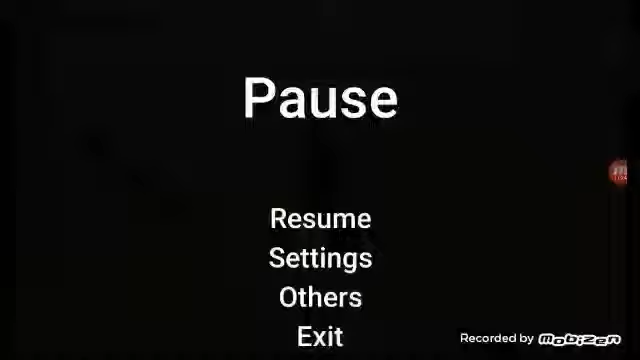 Pause
Resume
Settings
Others
Exit
Recorded by Mobizen